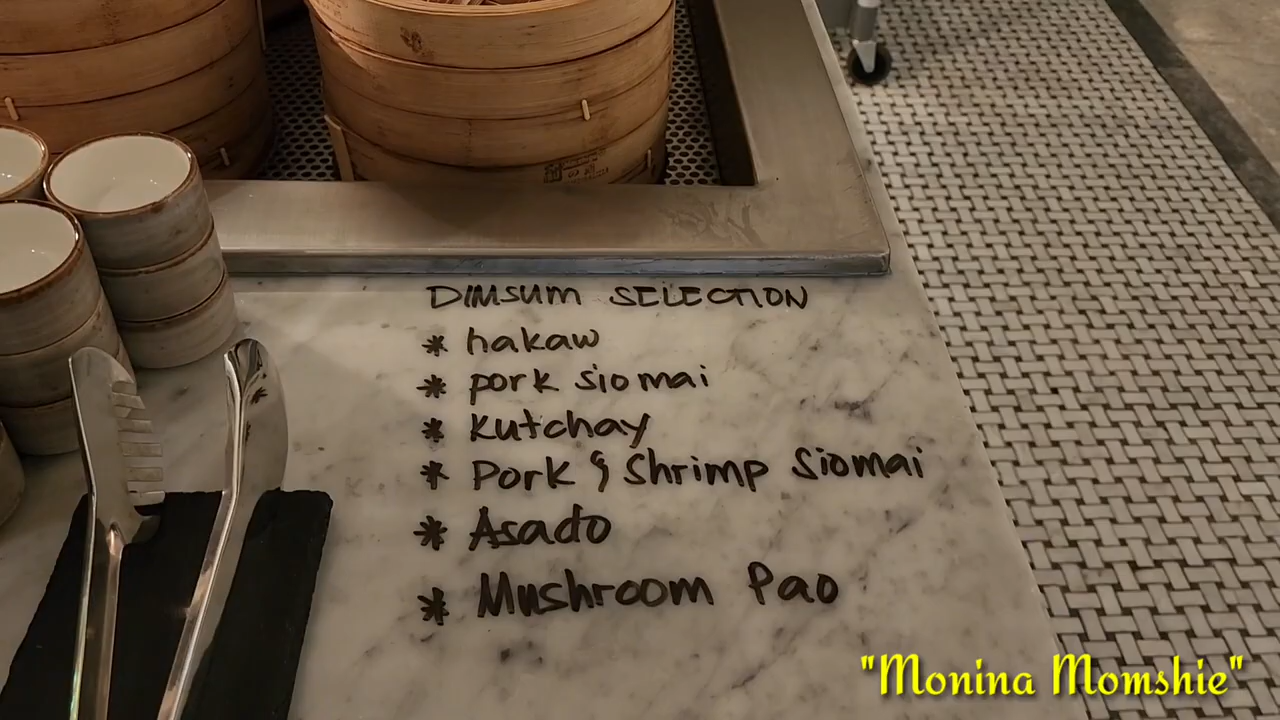 DIMSUM SELECTION
* hakaw
* pork siomai
* Kutchay
* Pork & Shrimp Siomai
* Asado
* Mushroom Pao
"Monina Momshie"